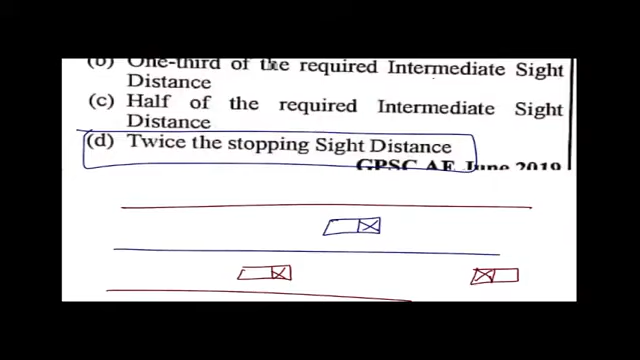 (b) One-third of the required Intermediate Sight
Distance
(c) Half of the required Intermediate Sight
Distance
(d) Twice the stopping Sight Distance
GPSC AE June 2019